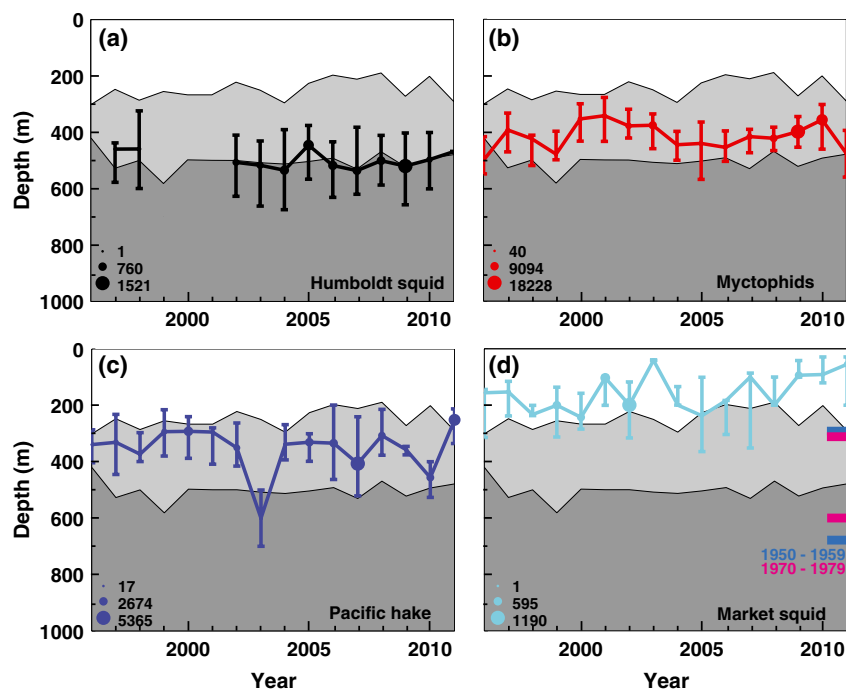 (a)
(b)
0
200
400
600
800
1000
Depth (m)
1
760
1521
Humboldt squid
40
9094
18228
Myctophids
2000
2005
2010
2000
2005
2010
(c)
(d)
0
200
400
600
800
1000
Depth (m)
17
2674
5365
Pacific hake
1950 - 1959
1970 - 1979
1
595
1190
Market squid
2000
2005
2010
2000
2005
2010
Year
Year